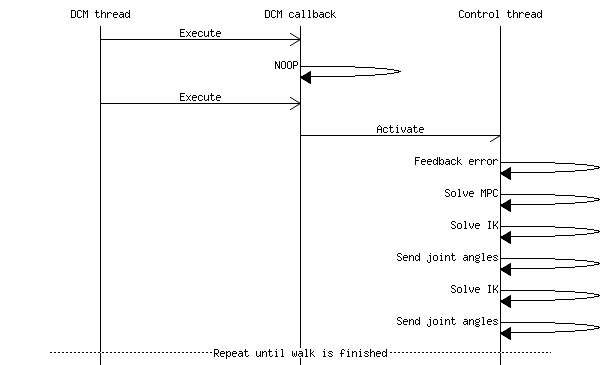 DCM thread DCM callback Control thread
Execute
NOOP
Execute
Activate
Feedback error
Solve MPC
Solve IK
Send joint angles
Solve IK
Send joint angles
Repeat until walk is finished